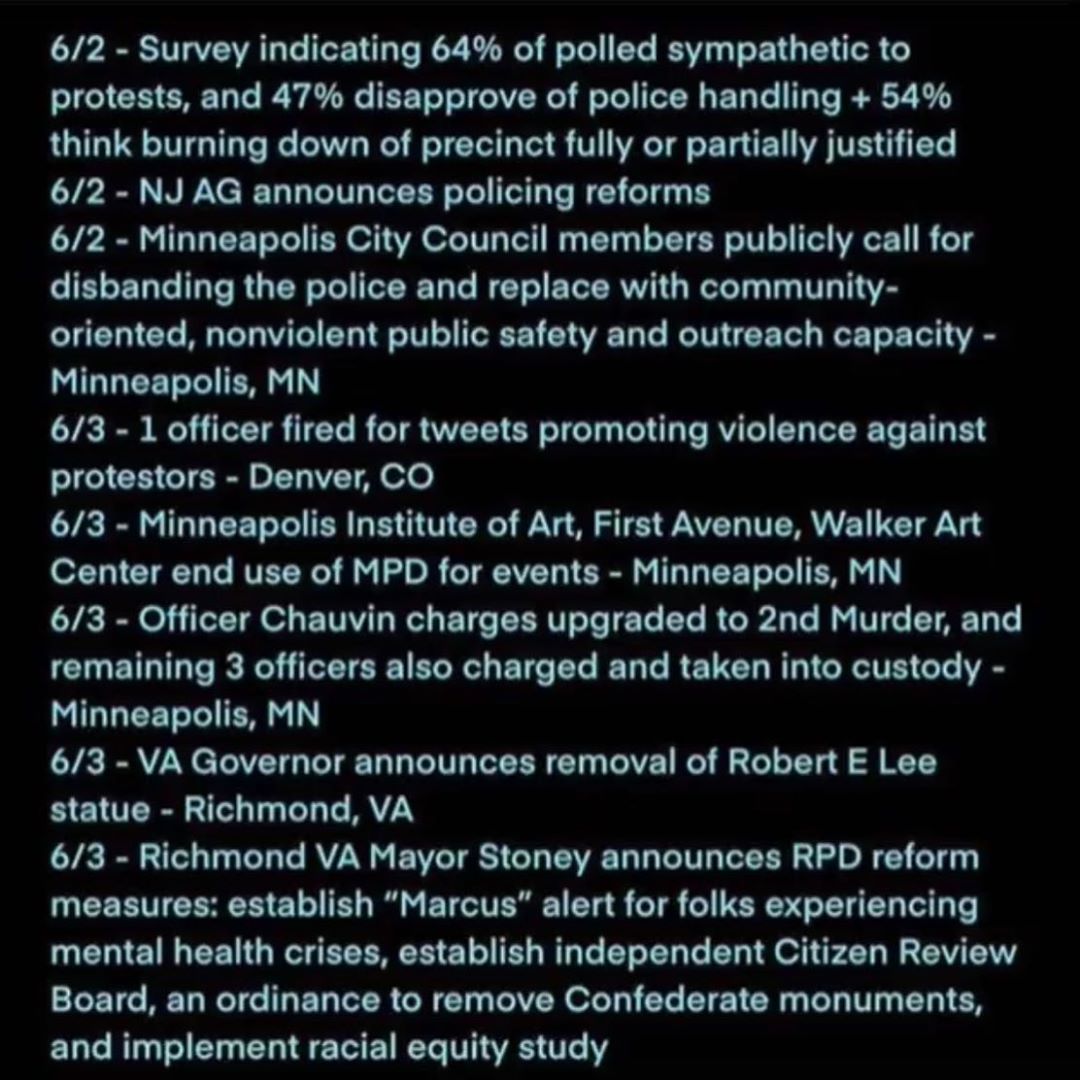 6/2 - Survey indicating 64% of polled sympathetic to
protests, and 47% disapprove of police handling + 54%
think burning down of precinct fully or partially justified
6/2 - NJ AG announces policing reforms
6/2 - Minneapolis City Council members publicly call for
disbanding the police and replace with community-
oriented, nonviolent public safety and outreach capacity -
Minneapolis, MN
6/3 - 1 officer fired for tweets promoting violence against
protestors - Denver, CO
6/3 - Minneapolis Institute of Art, First Avenue, Walker Art
Center end use of MPD for events - Minneapolis, MN
6/3 - Officer Chauvin charges upgraded to 2nd Murder, and
remaining 3 officers also charged and taken into custody -
Minneapolis, MN
6/3 - VA Governor announces removal of Robert E Lee
statue - Richmond, VA
6/3 - Richmond VA Mayor Stoney announces RPD reform
measures: establish "Marcus" alert for folks experiencing
mental health crises, establish independent Citizen Review
Board, an ordinance to remove Confederate monuments,
and implement racial equity study